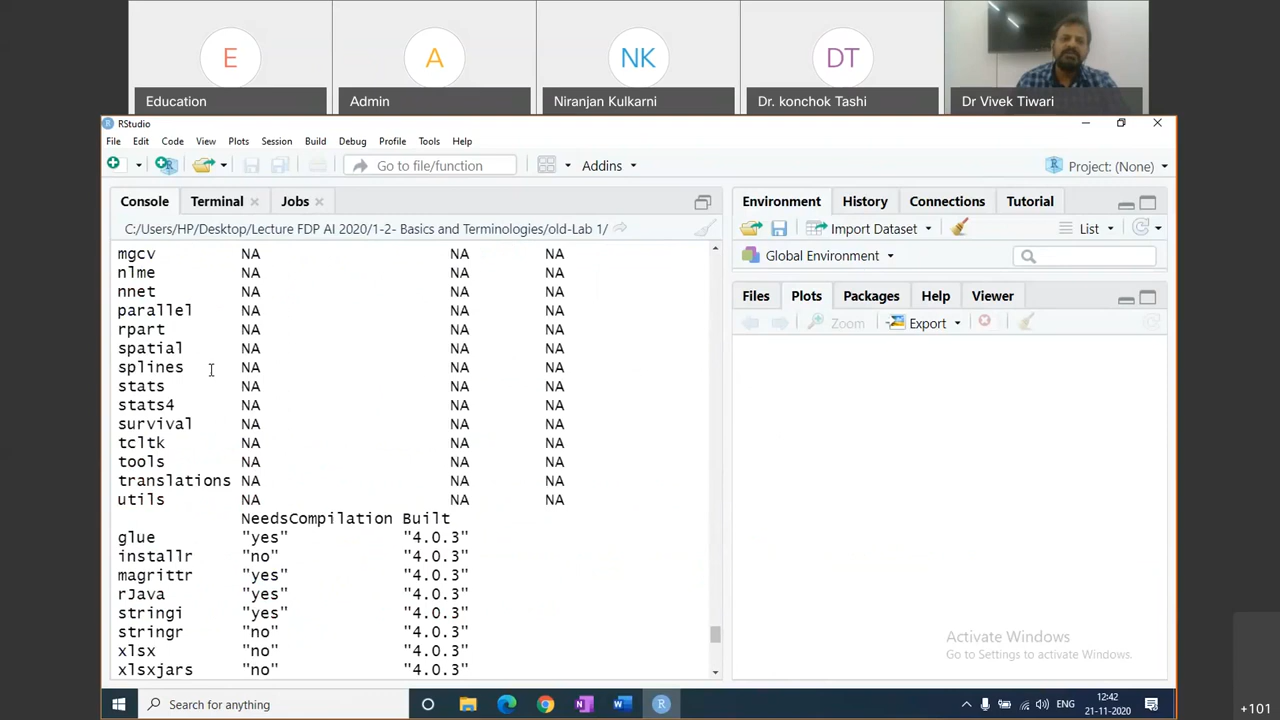 E
A
NK
DT
Education
Admin
Niranjan Kulkarni
Dr. konchok Tashi
Dr Vivek Tiwari
RStudio
File Edit Code View Plots Session Build Debug Profile Tools Help
Go to file/function
Addins
Project: (None)
Console Terminal Jobs
C:/Users/HP/Desktop/Lecture FDP AI 2020/1-2- Basics and Terminologies/old-Lab 1/
mgcv NA NA NA
nlme NA NA NA
nnet NA NA NA
parallel NA NA NA
rpart NA NA NA
spatial NA NA NA
splines NA NA NA
stats NA NA NA
stats4 NA NA NA
survival NA NA NA
tcltk NA NA NA
tools NA NA NA
translations NA NA NA
utils NA NA NA
NeedsCompilation Built
glue "yes" "4.0.3"
installr "no" "4.0.3"
magrittr "yes" "4.0.3"
rJava "yes" "4.0.3"
stringi "yes" "4.0.3"
stringr "no" "4.0.3"
xlsx "no" "4.0.3"
xlsxjars "no" "4.0.3"
Environment History Connections Tutorial
Import Dataset
List
Global Environment
Files Plots Packages Help Viewer
Zoom Export
Activate Windows
Go to Settings to activate Windows.
Search for anything
ENG
12:42
21-11-2020
+101